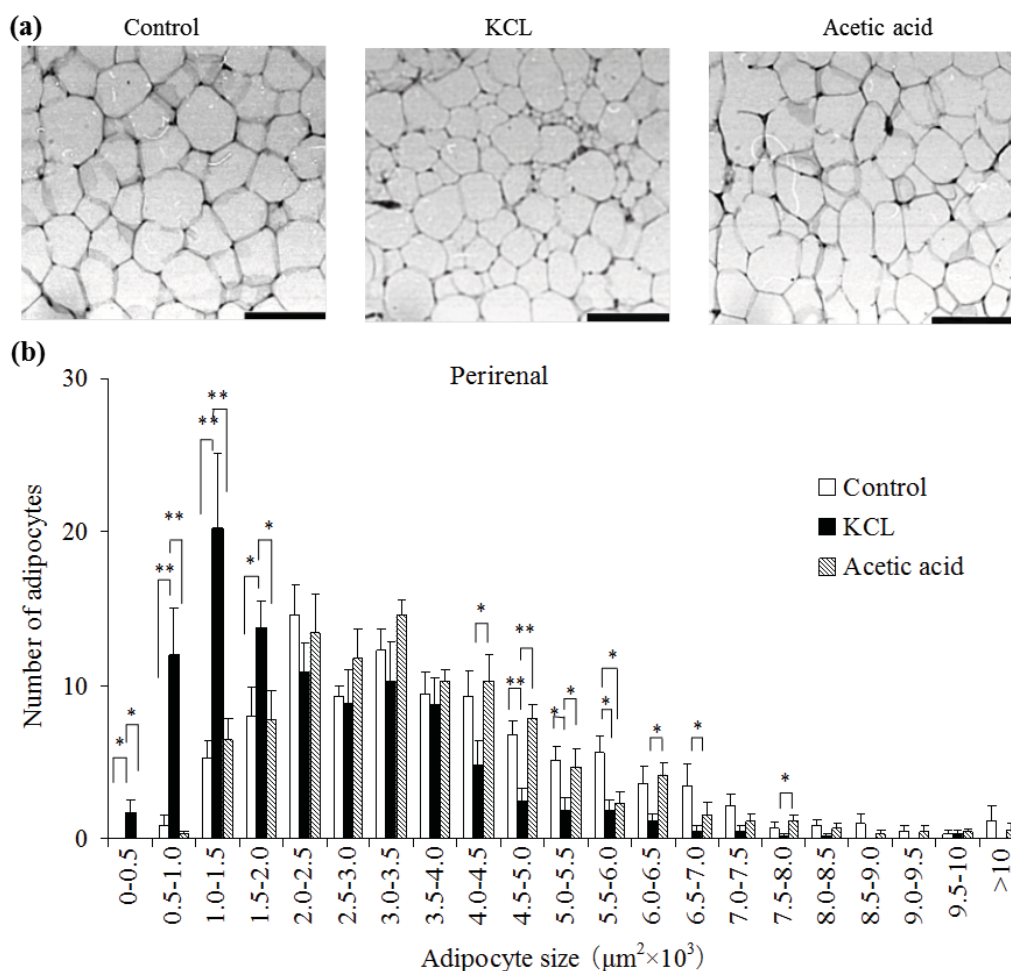 (a)
Control
KCL
Acetic acid
(b)
Perirenal
Number of adipocytes
30
20
10
0
** ** ** ** * * * * * * ** ** * * * * * * *
Control
KCL
Acetic acid
0-0.5
0.5-1.0
1.0-1.5
1.5-2.0
2.0-2.5
2.5-3.0
3.0-3.5
3.5-4.0
4.0-4.5
4.5-5.0
5.0-5.5
5.5-6.0
6.0-6.5
6.5-7.0
7.0-7.5
7.5-8.0
8.0-8.5
8.5-9.0
9.0-9.5
9.5-10
>10
Adipocyte size (μm²×10³)